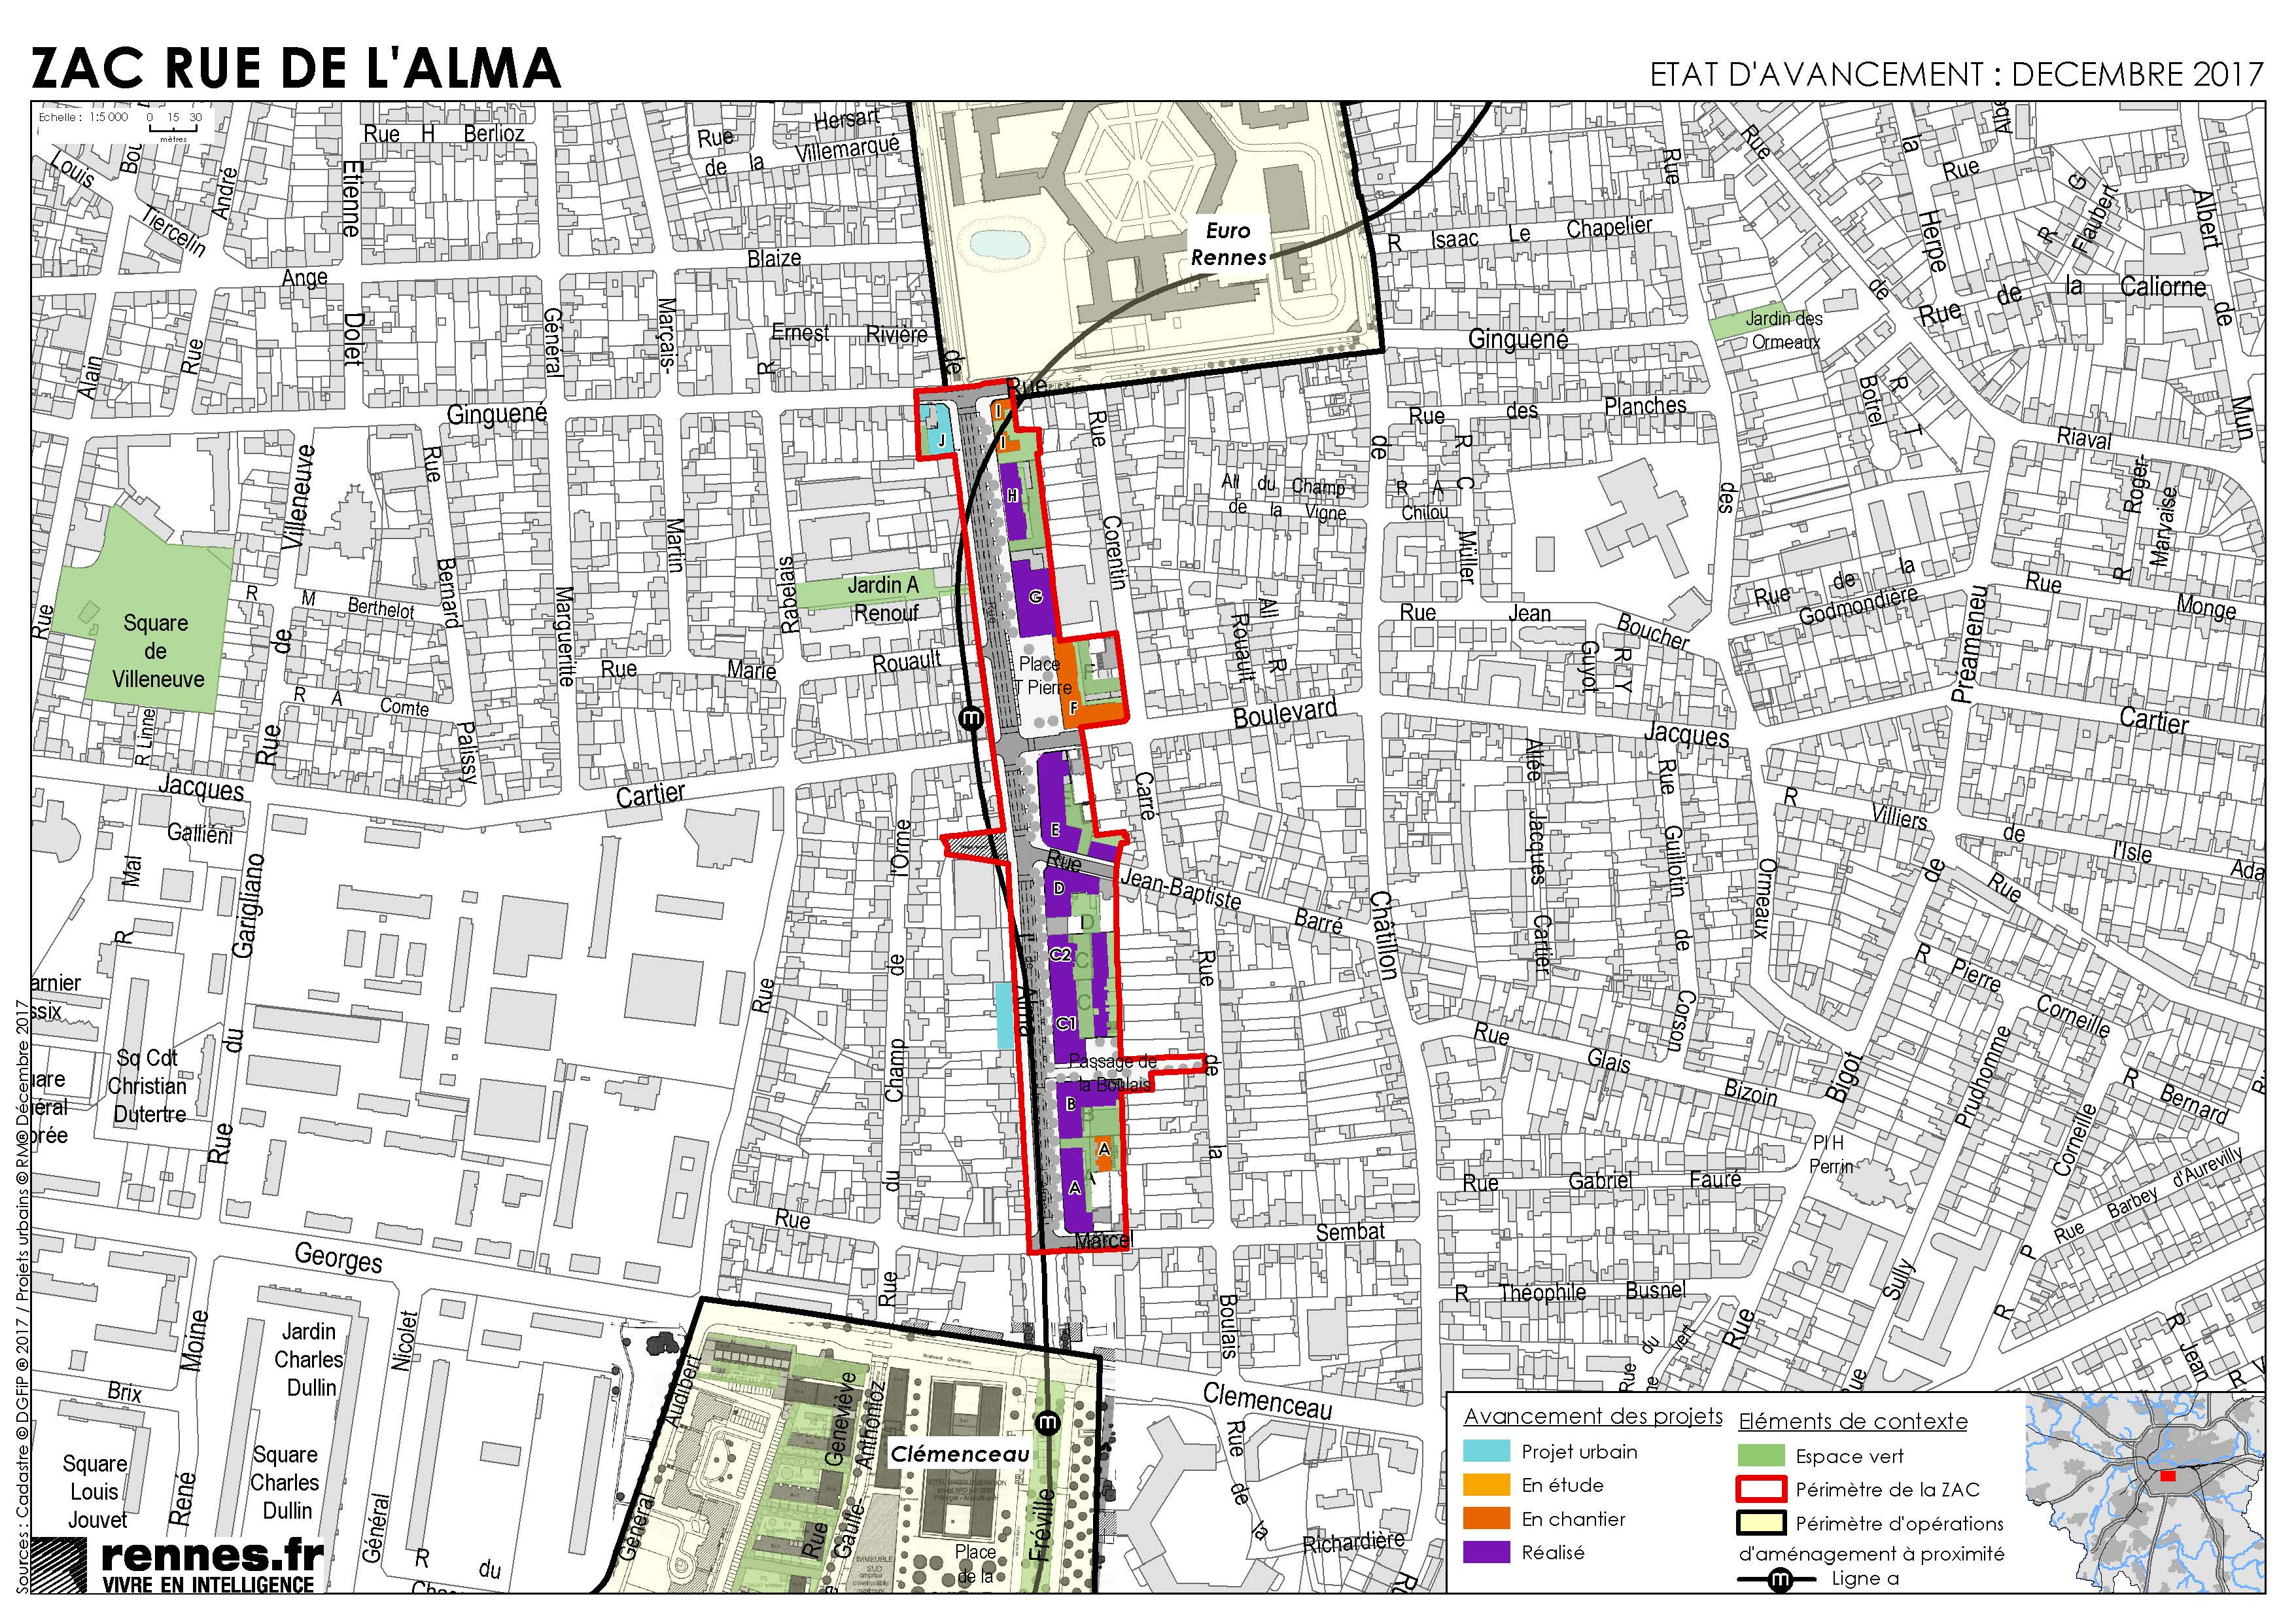 ZAC RUE DE L'ALMA
ETAT D'AVANCEMENT : DECEMBRE 2017
Echelle : 1:5 000
0 15 30
mètres
Rue H Berlioz
Rue
de la
Hersart
Villemarqué
Louis
Tiercelin
André
Etienne
Dolet
Ange
Blaize
Général
Marçais-
Martin
R
Ernest Rivière
de
Alain
Rue
Ginguené
Rue
Euro
Rennes
R Isaac Le Chapelier
Ginguené
Rue
Rue
de
la
Herpe
Rue
R G
Flaubert
Albert
de
Mun
Rue de la Caliorne
Jardin des
Ormeaux
Rue des Planches
Botrel
R T
Riaval
Roger-
Marvaise
R
Rue
Corentin
Carré
All du Champ
de la Vigne
R A
Chilou
R C
Müller
de
des
J
I
I
H
G
F
F
E
D
D
C2
C
C
C1
B
B
A
A
Villeneuve
de
Rue
Rue
Bernard
Palissy
Marguerite
Rabelais
Jardin A
Renouf
Square
de
Villeneuve
R M Berthelot
R A Comte
R Linné
Rue Marie Rouault
Place
T Pierre
All R
Rouault
Rue Jean Boucher
Guyot
R Y
Rue de la
Godmondière
Préameneu
Rue Monge
Cartier
Boulevard
Jacques
Jacques
Cartier
Galliéni
Mal
R
Garigliano
du
Rue
l'Orme
de
Champ
du
Rue
Rue
Rue
Jean-Baptiste
Barré
Châtillon
Allée
Jacques
Cartier
Rue
Guillotin
de
Corson
Ormeaux
R Villiers de l'Isle Ada
de
Rue
R Pierre
Corneille
Alma
Rue
de
la
Boulais
Passage de
la Boulais
Rue Glais Bizoin
Bigot
Prudhomme
R Bernard
Corneille
Pl H
Perrin
Rue Gabriel Fauré
Rue Barbey d'Aurevilly
Sq Cdt
Christian
Dutertre
Georges
Rue
Marcel
Sembat
R Théophile Busnel
Sully
R P
R
R Jean
Rue
Rue du
vert
Moine
René
Nicolet
Général
Jardin
Charles
Dullin
Brix
Square
Louis
Jouvet
Square
Charles
Dullin
R du
Audibert
Général
Geneviève
Anthonioz
Gaulle-
Rue
Clémenceau
Fréville
Place
de la
Clemenceau
Rue
de
la
Richardière
Avancement des projets
Projet urbain
En étude
En chantier
Réalisé
Eléments de contexte
Espace vert
Périmètre de la ZAC
Périmètre d'opérations
d'aménagement à proximité
m Ligne a
rennes.fr
VIVRE EN INTELLIGENCE
Sources : Cadastre © DGFIP ® 2017 / Projets urbains © RM® Décembre 2017